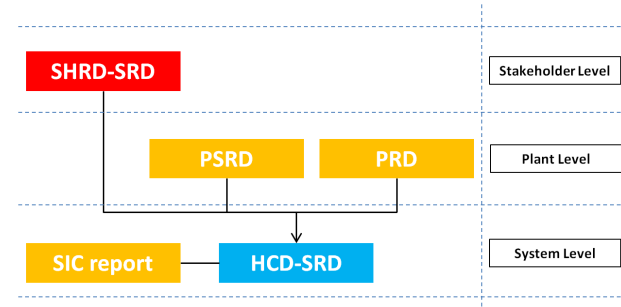 SHRD-SRD
Stakeholder Level
PSRD
PRD
Plant Level
SIC report
HCD-SRD
System Level